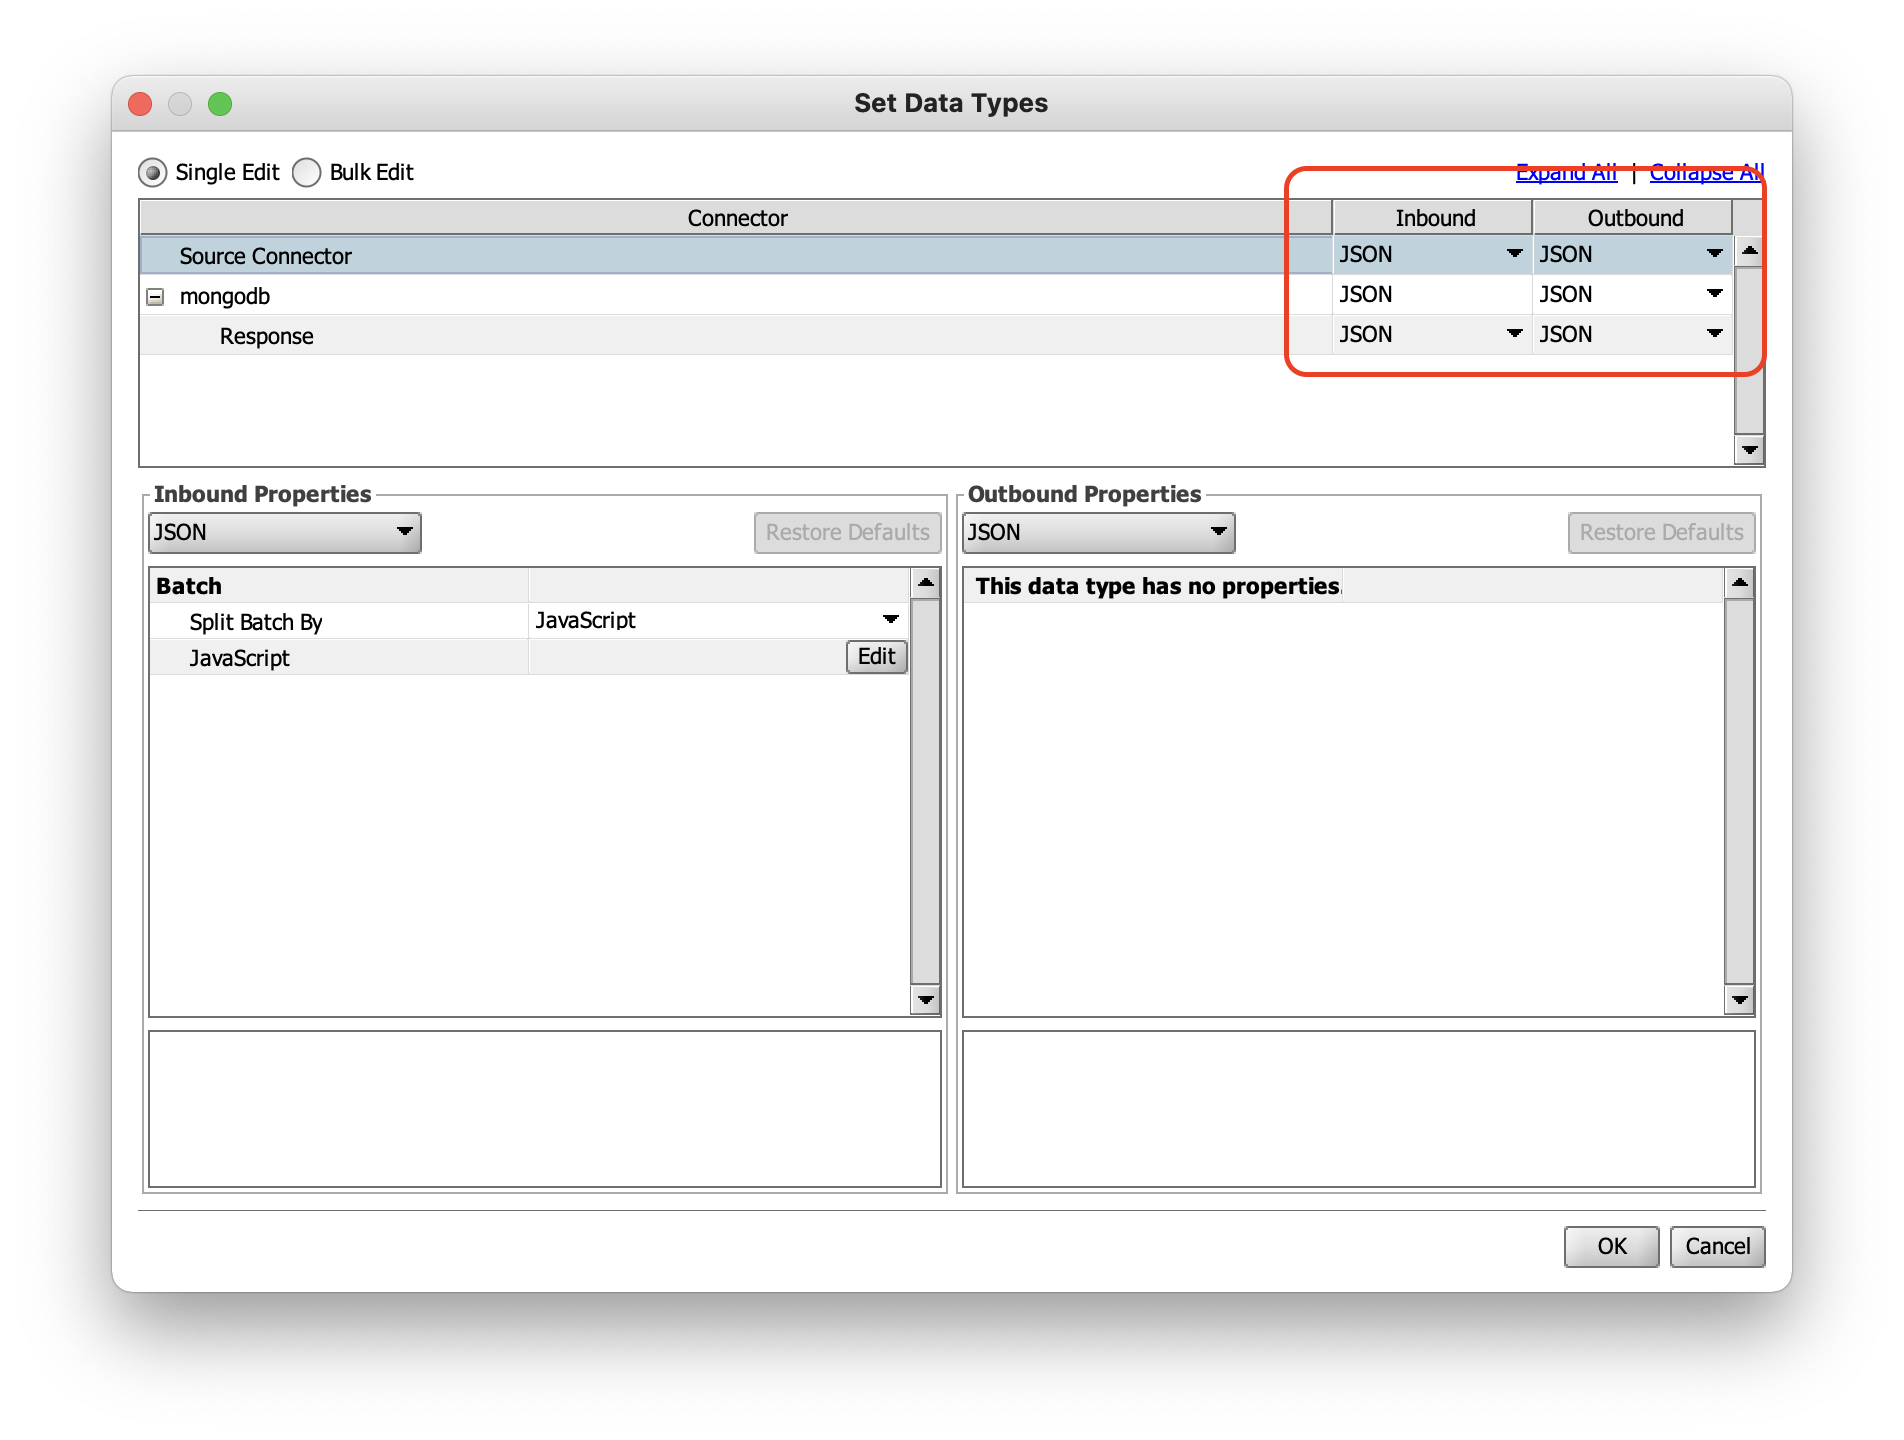 Set Data Types
Single Edit Bulk Edit Expand All | Collapse All
Connector Inbound Outbound
Source Connector JSON JSON
mongodb JSON JSON
Response JSON JSON
Inbound Properties Outbound Properties
JSON Restore Defaults JSON Restore Defaults
Batch This data type has no properties.
Split Batch By JavaScript
JavaScript Edit
OK Cancel